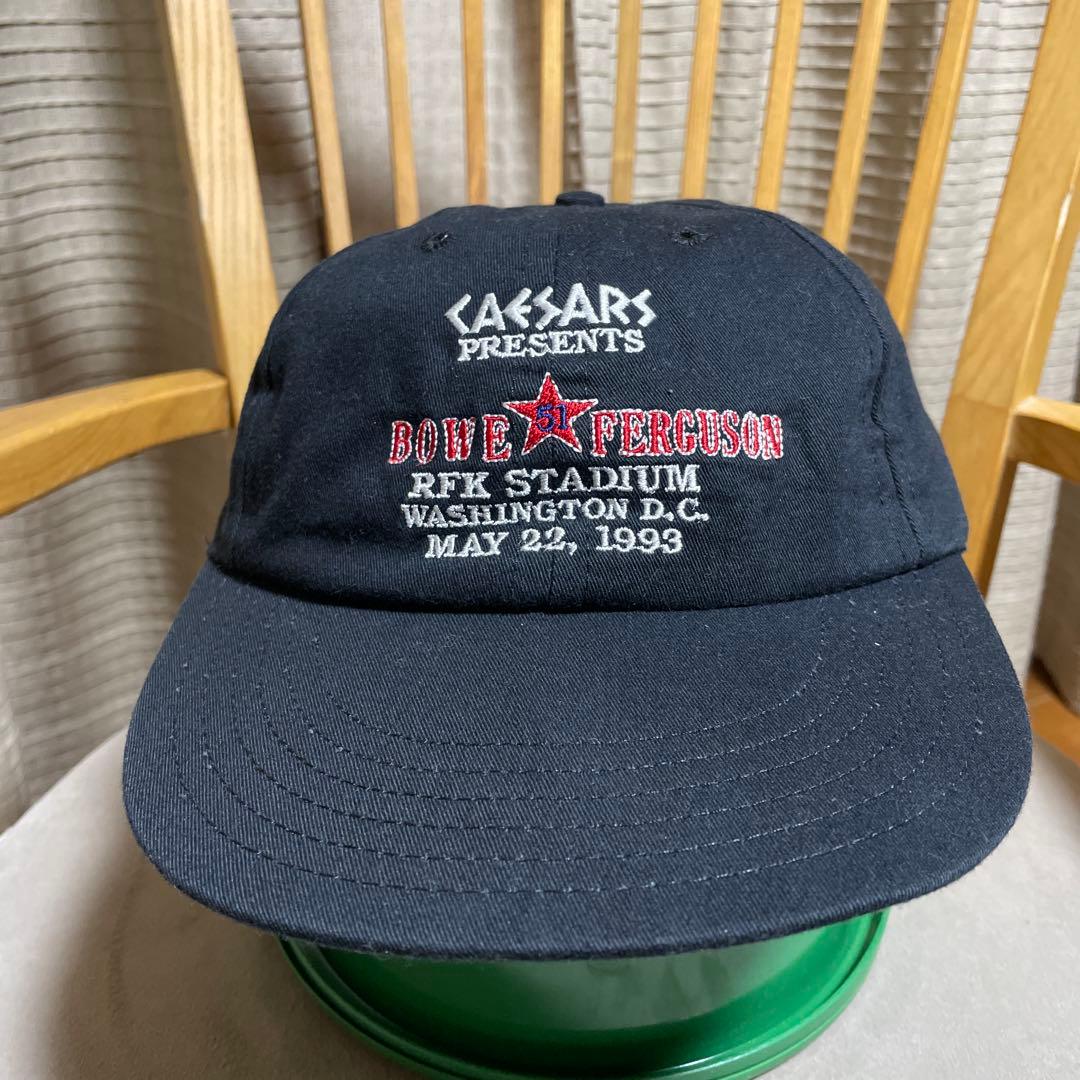 CAESARS
PRESENTS
BOWE 51 FERGUSON
RFK STADIUM
WASHINGTON D.C.
MAY 22, 1993